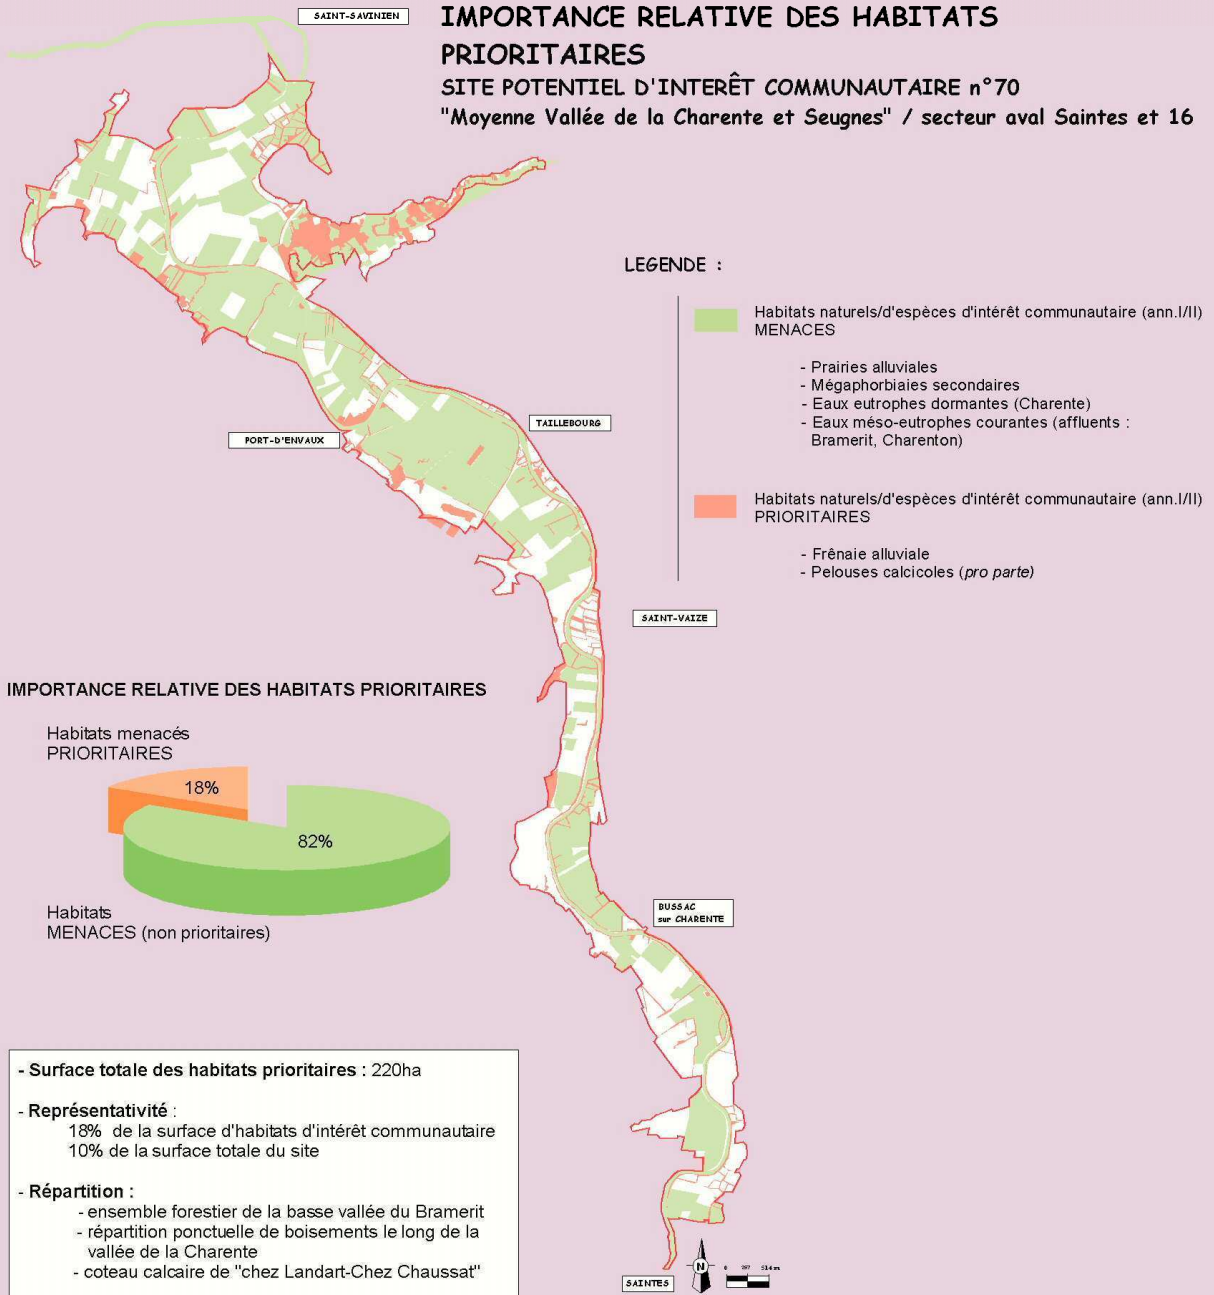 SAINT-SAVINIEN
IMPORTANCE RELATIVE DES HABITATS
PRIORITAIRES
SITE POTENTIEL D'INTERÊT COMMUNAUTAIRE n°70
"Moyenne Vallée de la Charente et Seugnes" / secteur aval Saintes et 16
LEGENDE :
Habitats naturels/d'espèces d'intérêt communautaire (ann.I/II)
MENACES
- Prairies alluviales
- Mégaphorbiaies secondaires
- Eaux eutrophes dormantes (Charente)
- Eaux méso-eutrophes courantes (affluents :
Bramerit, Charenton)
Habitats naturels/d'espèces d'intérêt communautaire (ann.I/II)
PRIORITAIRES
- Frênaie alluviale
- Pelouses calcicoles (pro parte)
TAILLEBOURG
PORT-D'ENVAUX
SAINT-VAIZE
IMPORTANCE RELATIVE DES HABITATS PRIORITAIRES
Habitats menacés
PRIORITAIRES
18%
82%
Habitats
MENACES (non prioritaires)
BUSSAC
sur CHARENTE
- Surface totale des habitats prioritaires : 220ha
- Représentativité :
18% de la surface d'habitats d'intérêt communautaire
10% de la surface totale du site
- Répartition :
- ensemble forestier de la basse vallée du Bramerit
- répartition ponctuelle de boisements le long de la
vallée de la Charente
- coteau calcaire de "chez Landart-Chez Chaussat"
SAINTES
N
0